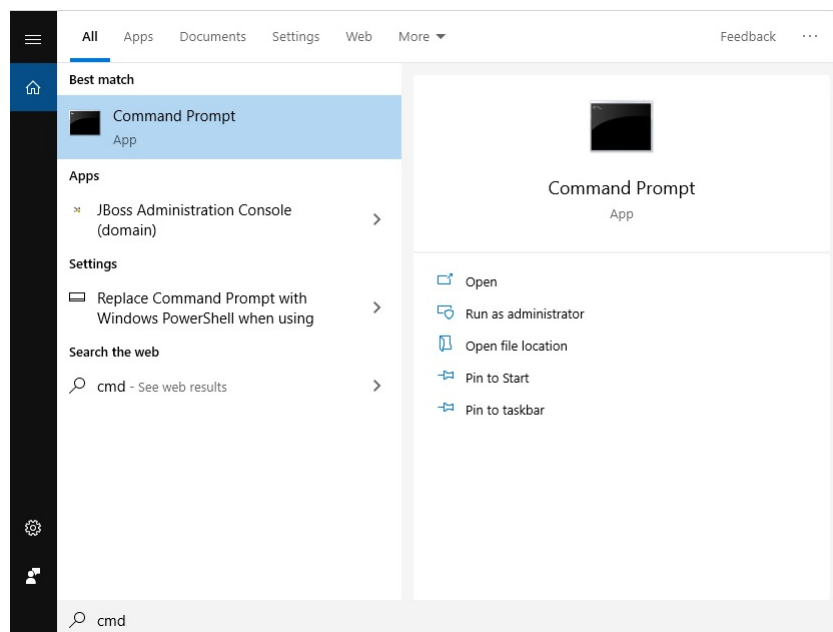 All Apps Documents Settings Web More Feedback ...
Best match
Command Prompt
App
Apps
JBoss Administration Console
(domain)
Settings
Replace Command Prompt with
Windows PowerShell when using
Search the web
cmd - See web results
Command Prompt
App
Open
Run as administrator
Open file location
Pin to Start
Pin to taskbar
cmd